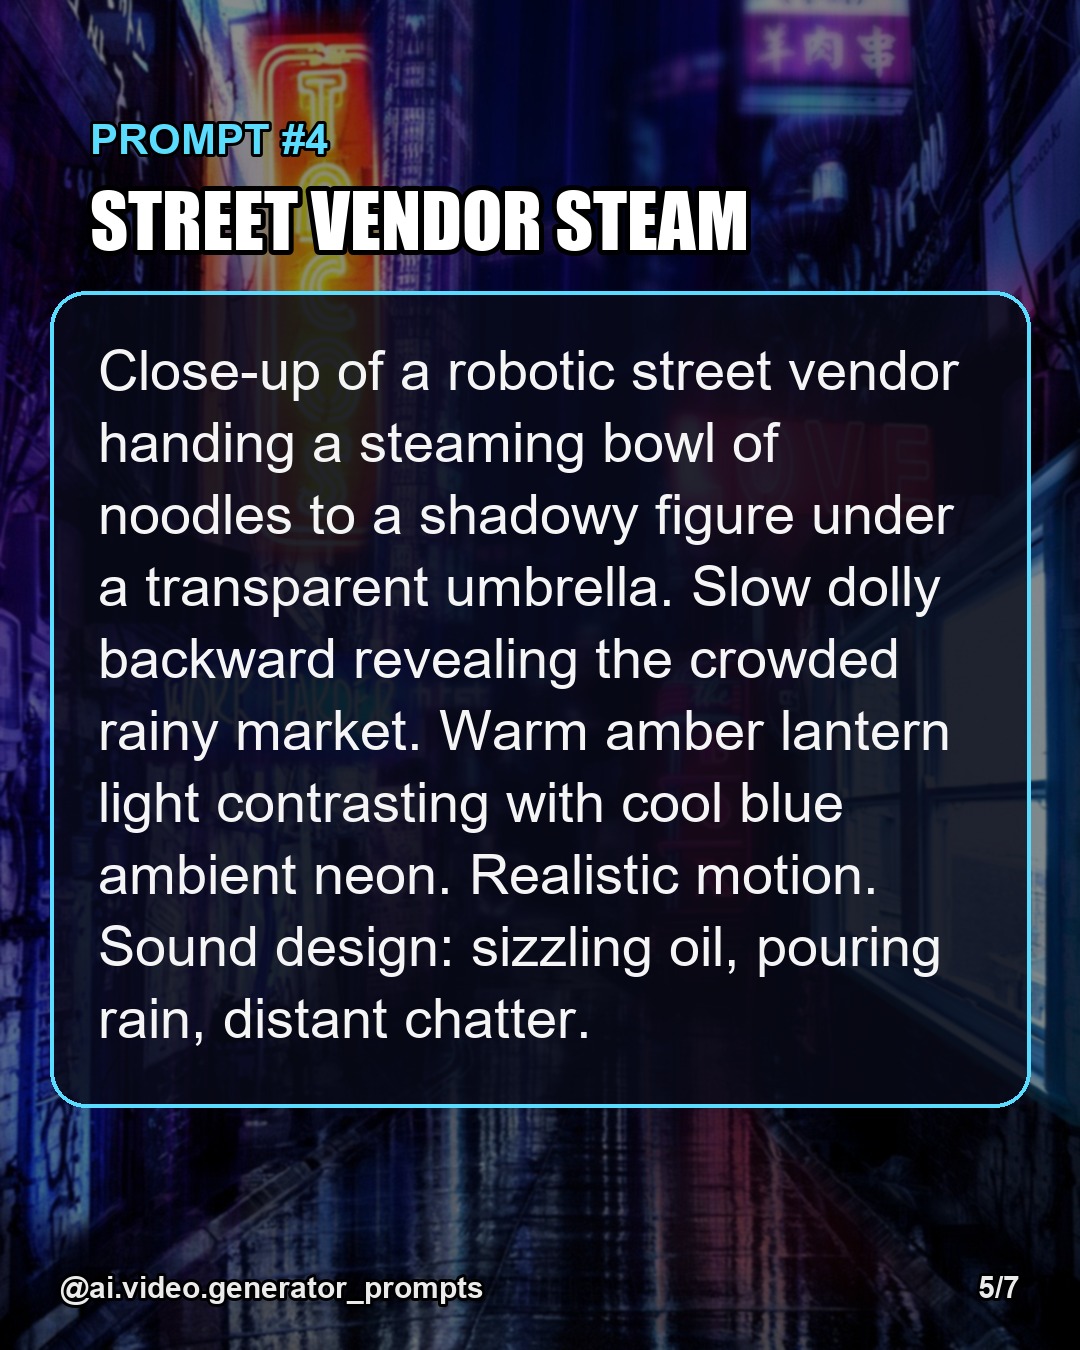 羊肉串
PROMPT #4
STREET VENDOR STEAM
Close-up of a robotic street vendor
handing a steaming bowl of
noodles to a shadowy figure under
a transparent umbrella. Slow dolly
backward revealing the crowded
rainy market. Warm amber lantern
light contrasting with cool blue
ambient neon. Realistic motion.
Sound design: sizzling oil, pouring
rain, distant chatter.
WORK HARDER
@ai.video.generator_prompts
5/7